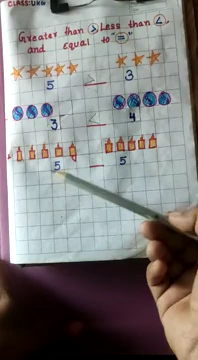 CLASS: UKG
Greater than > Less than <,
and Equal to "="
5 > 3
3 < 4
5 _ 5